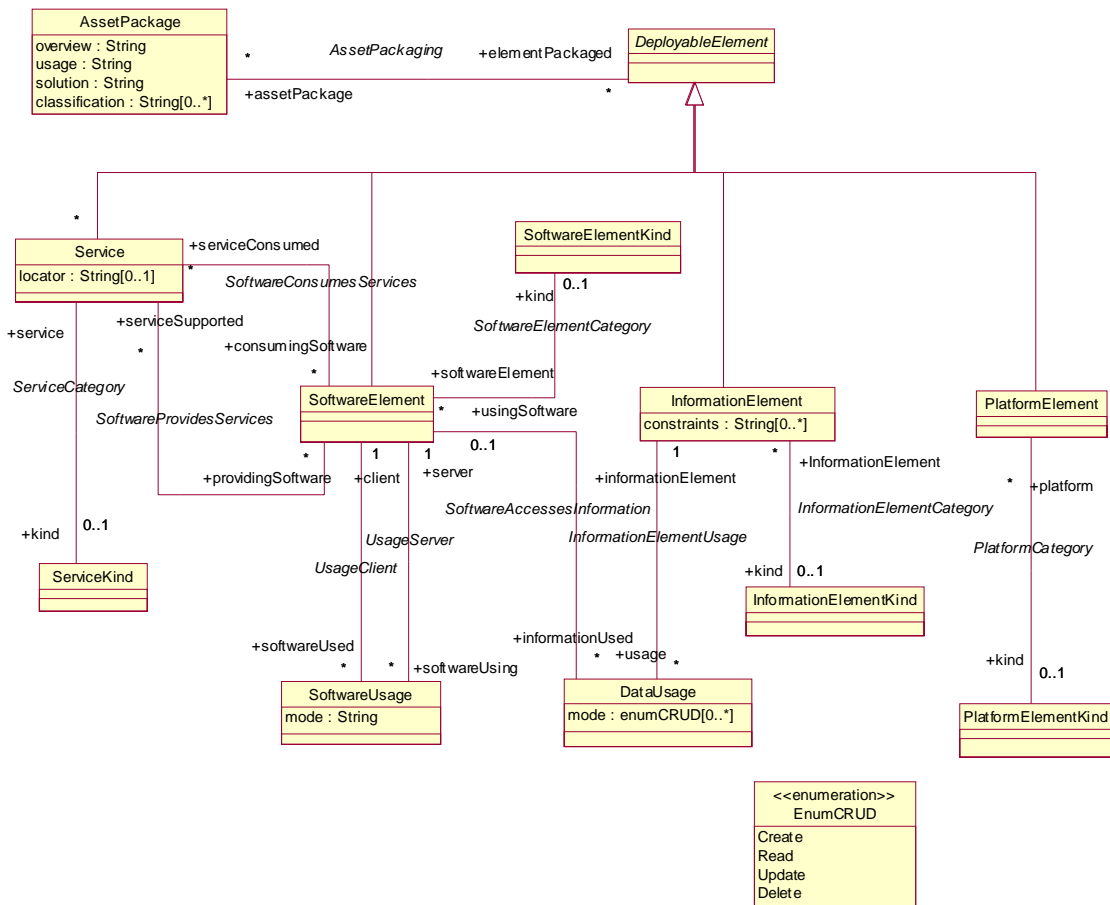 AssetPackage
overview : String
usage : String
solution : String
classification : String[0..*]
*
AssetPackaging
+elementPackaged
+assetPackage
*
DeployableElement
*
Service
locator : String[0..1]
+serviceConsumed
*
SoftwareConsumesServices
SoftwareElementKind
0..1
+kind
SoftwareElementCategory
+service
+serviceSupported
*
+consumingSoftware
*
+softwareElement
ServiceCategory
SoftwareProvidesServices
SoftwareElement
*
+usingSoftware
0..1
InformationElement
constraints : String[0..*]
PlatformElement
*
+providingSoftware
1
+client
1
+server
1
+informationElement
*
+InformationElement
*
+platform
SoftwareAccessesInformation
InformationElementCategory
UsageServer
InformationElementUsage
PlatformCategory
UsageClient
+kind
0..1
ServiceKind
+kind
0..1
InformationElementKind
+softwareUsed
*
*
+softwareUsing
+informationUsed
*
+usage
*
+kind
0..1
SoftwareUsage
mode : String
DataUsage
mode : enumCRUD[0..*]
PlatformElementKind
<<enumeration>>
EnumCRUD
Create
Read
Update
Delete